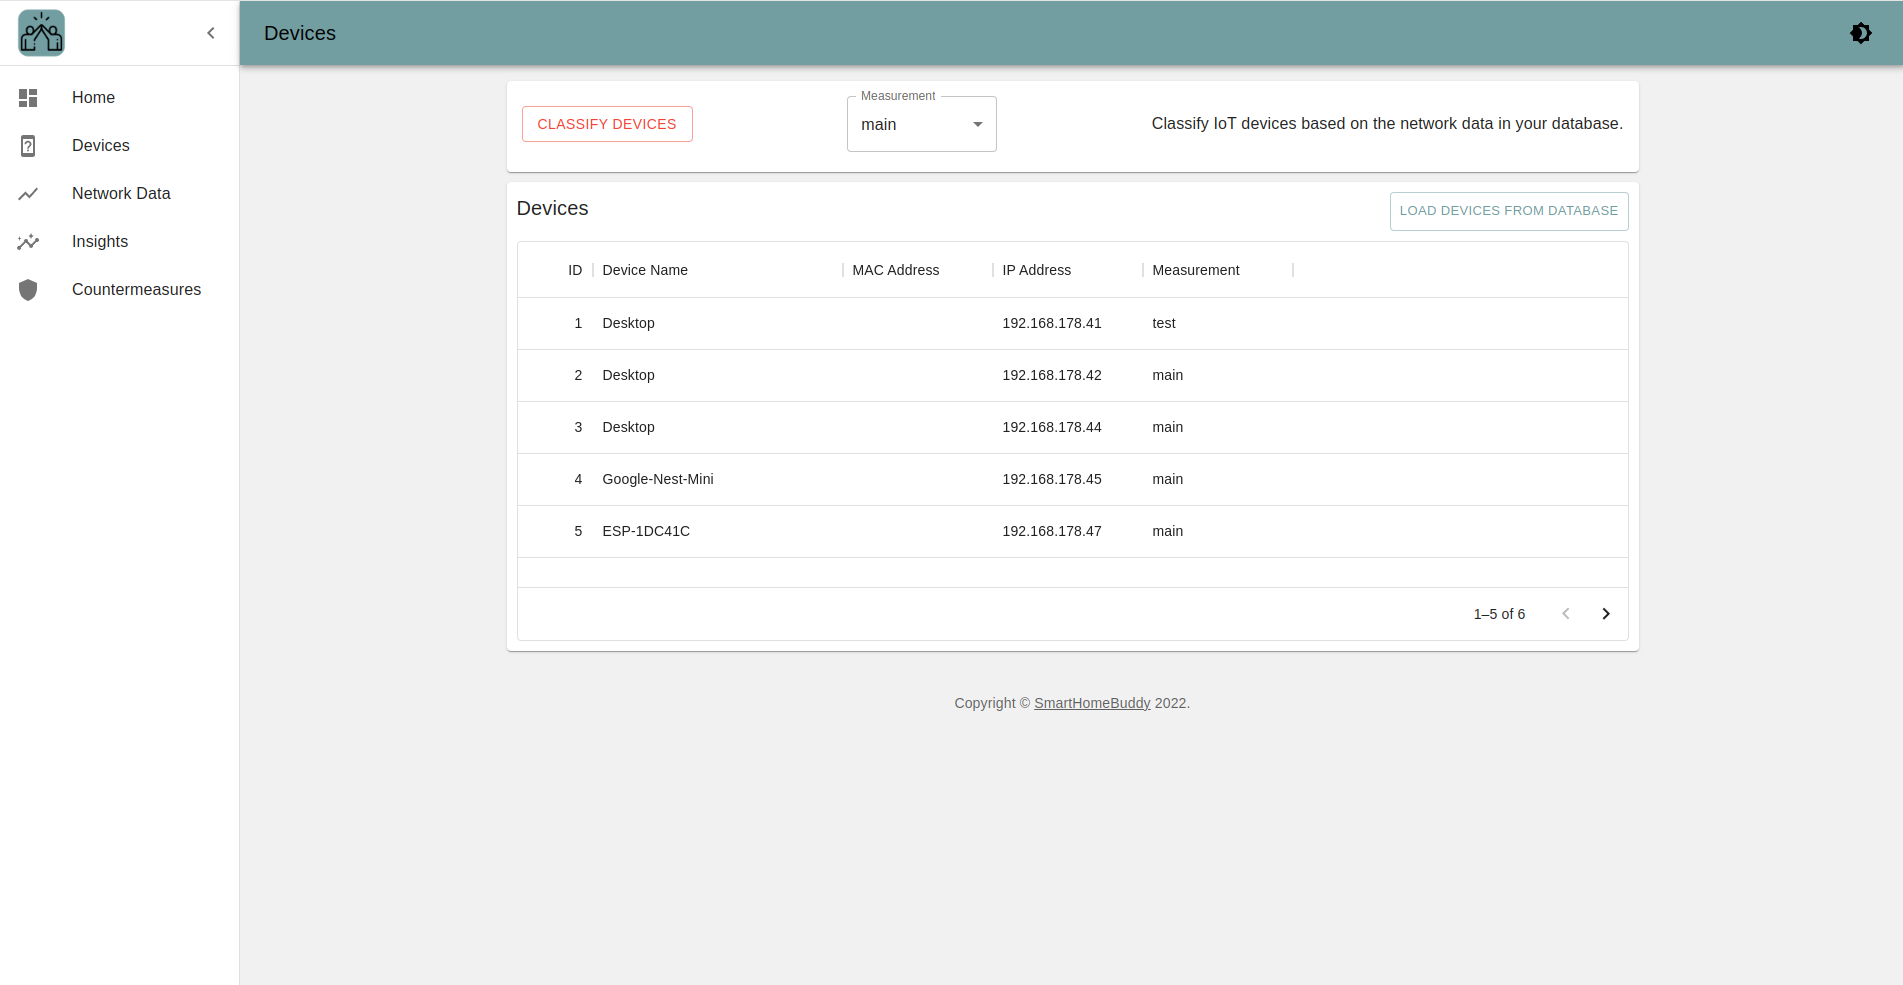 Devices
Home
Devices
Network Data
Insights
Countermeasures
CLASSIFY DEVICES
Measurement
main
Classify IoT devices based on the network data in your database.
Devices
LOAD DEVICES FROM DATABASE
ID Device Name MAC Address IP Address Measurement
1 Desktop 192.168.178.41 test
2 Desktop 192.168.178.42 main
3 Desktop 192.168.178.44 main
4 Google-Nest-Mini 192.168.178.45 main
5 ESP-1DC41C 192.168.178.47 main
1–5 of 6
Copyright © SmartHomeBuddy 2022.